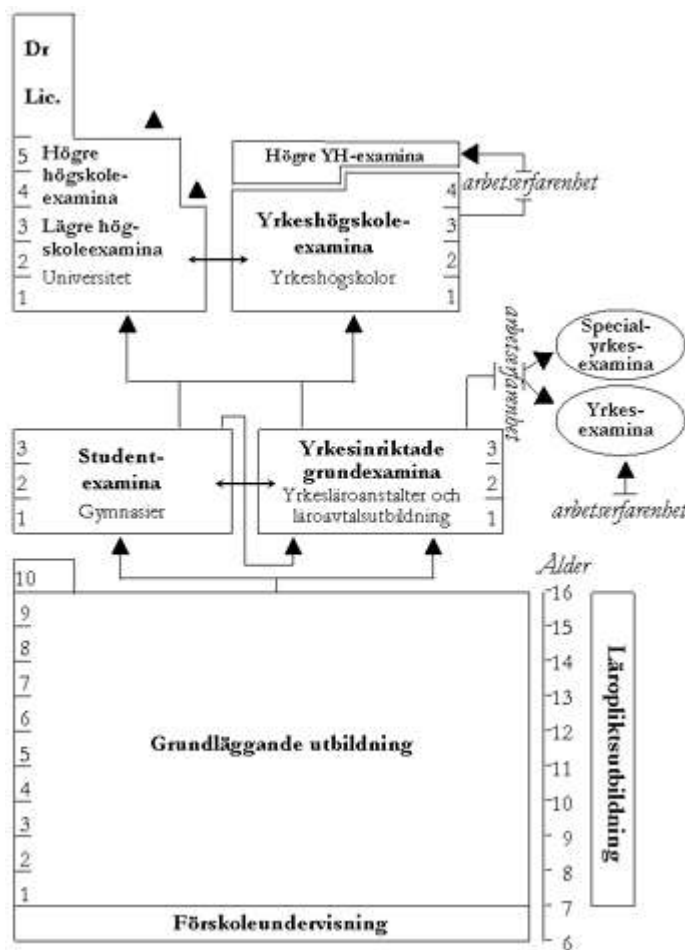 Dr
Lic.
5
4
3
2
1
Högre
högskole-
examina
Lägre hög-
skoleexamina
Universitet
Högre YH-examina
arbetserfarenhet
Yrkeshögskole-
examina
Yrkeshögskolor
4
3
2
1
arbetserfarenhet
Special-
yrkes-
examina
Yrkes-
examina
arbetserfarenhet
3
2
1
Student-
examina
Gymnasier
Yrkesinriktade
grundexamina
Yrkesläroanstalter och
läroavtalsutbildning
3
2
1
10
9
8
7
6
5
4
3
2
1
Grundläggande utbildning
Förskoleundervisning
Ålder
16
15
14
13
12
11
10
9
8
7
6
Läropliktsutbildning